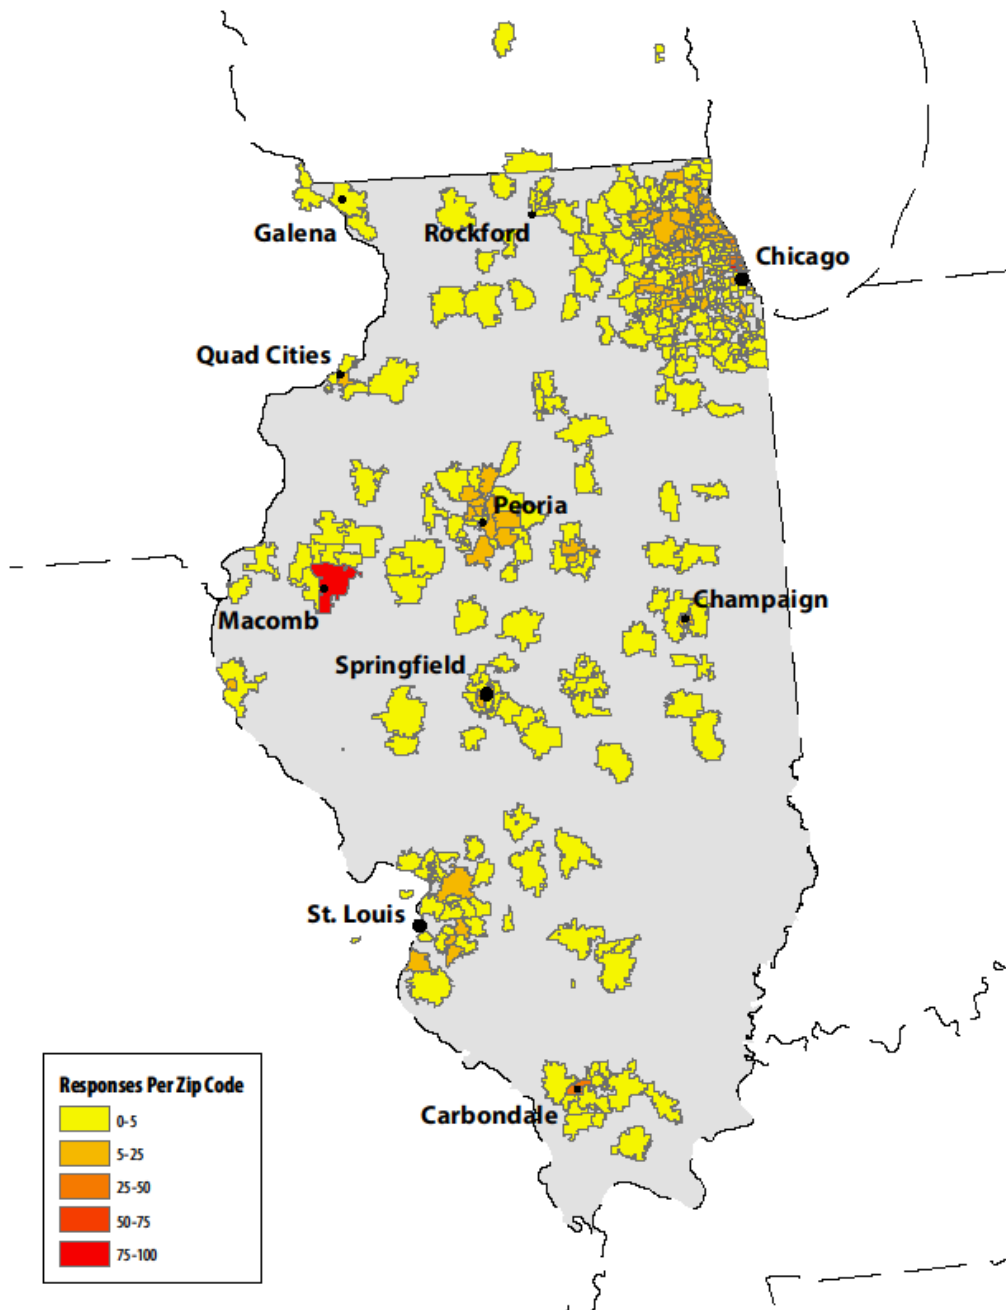 Galena
Rockford
Chicago
Quad Cities
Peoria
Macomb
Champaign
Springfield
St. Louis
Carbondale
Responses Per Zip Code
0-5
5-25
25-50
50-75
75-100